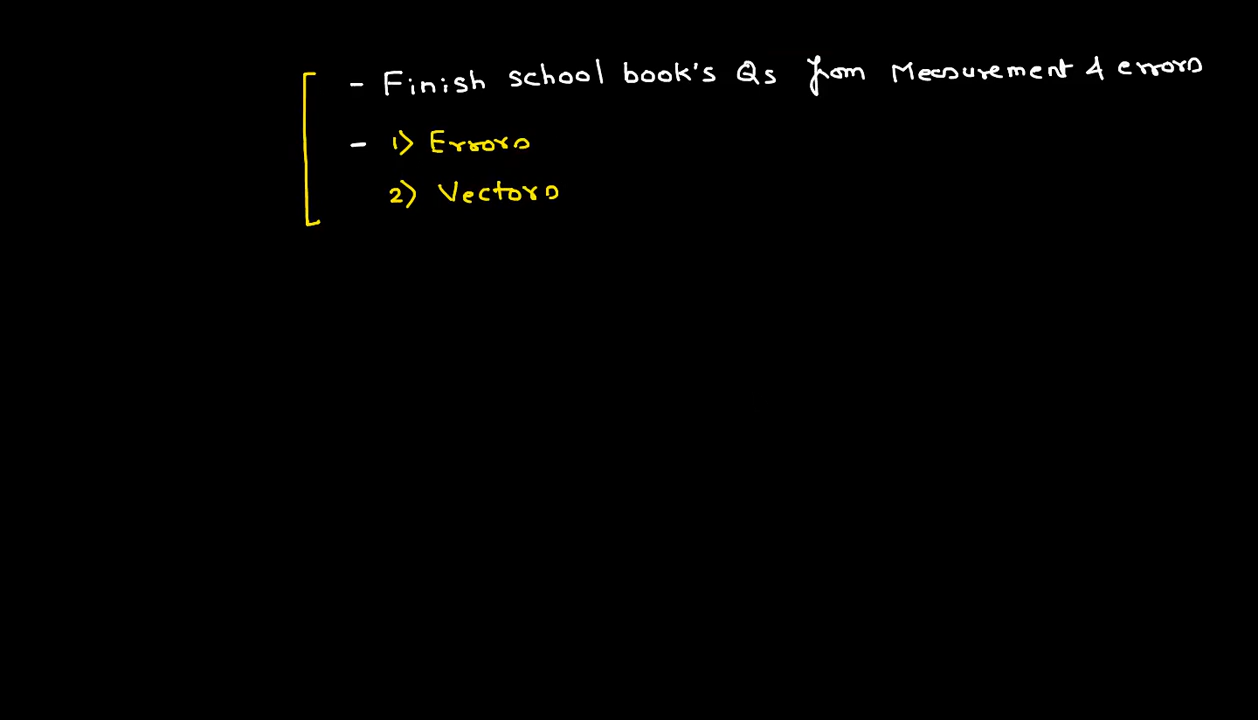 - Finish school book's Qs from Measurement & errors
- 1) Errors
2) Vectors